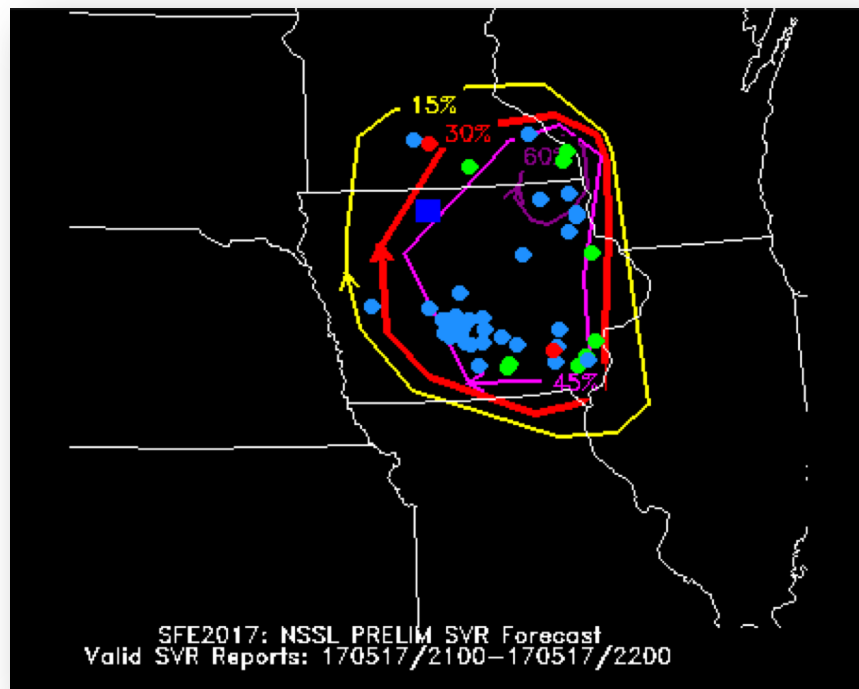 15%
30%
60%
45%
SFE2017: NSSL PRELIM SVR Forecast
Valid SVR Reports: 170517/2100-170517/2200